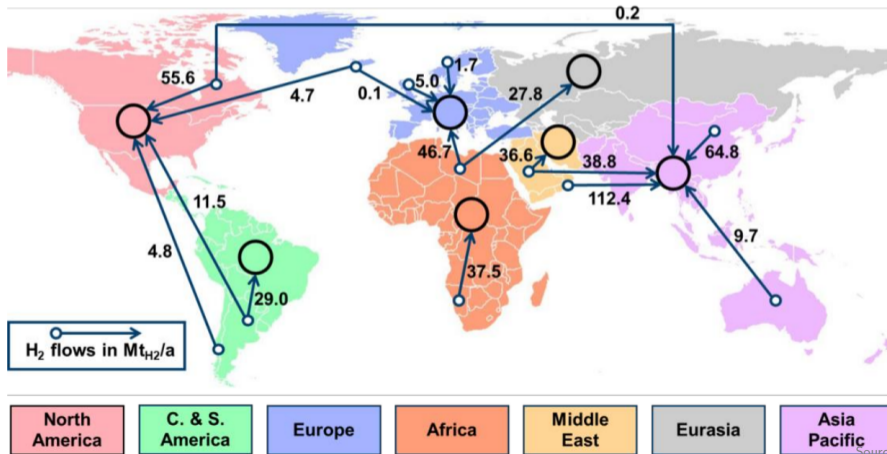 0.2
55.6
1.7
5.0
4.7
0.1
27.8
46.7
36.6
38.8
64.8
112.4
11.5
4.8
9.7
37.5
29.0
H₂ flows in Mt_H2/a
North
America
C. & S.
America
Europe
Africa
Middle
East
Eurasia
Asia
Pacific
Sourc